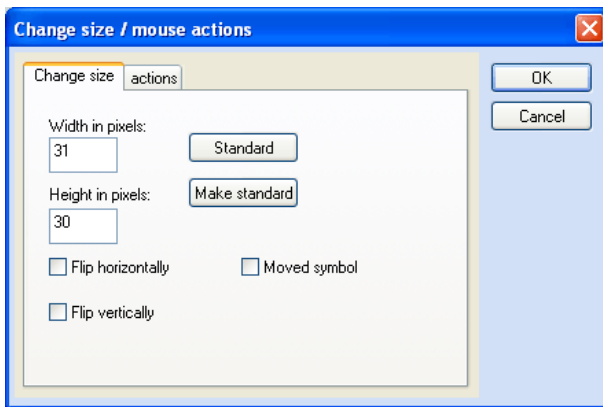 Change size / mouse actions
Change size
actions
OK
Cancel
Width in pixels:
31
Standard
Height in pixels:
Make standard
30
Flip horizontally
Moved symbol
Flip vertically